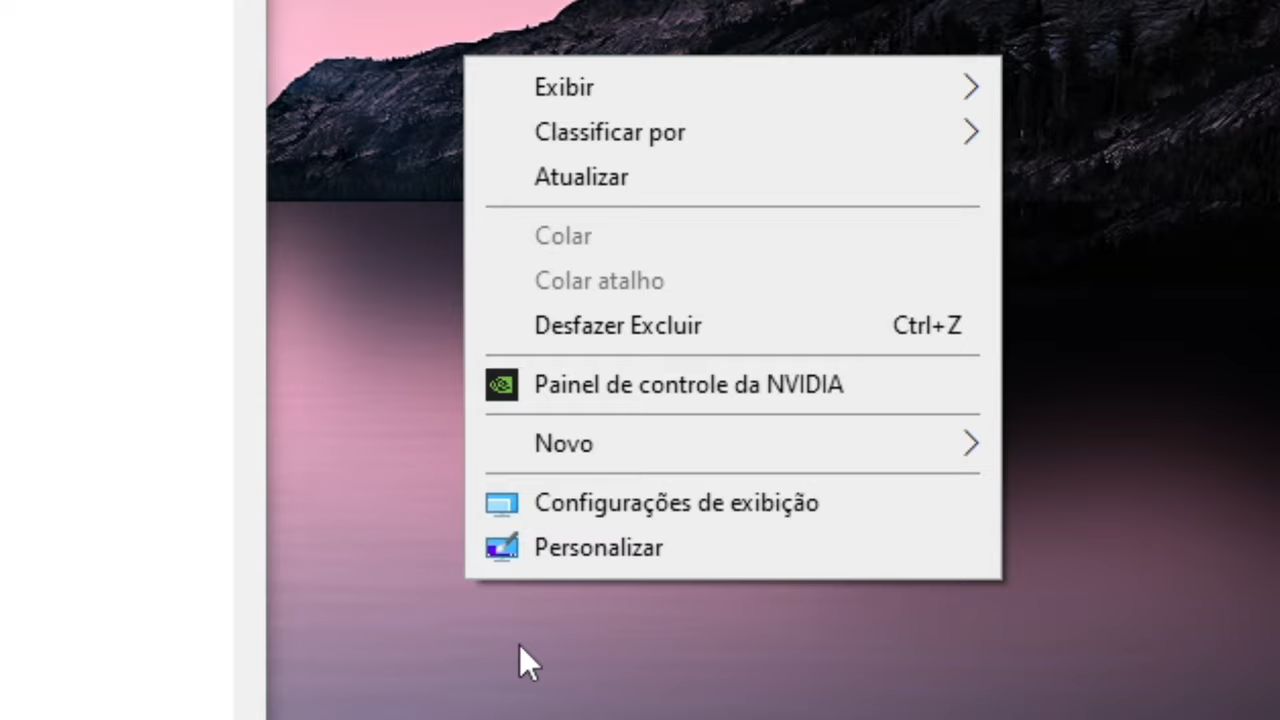 Exibir
Classificar por
Atualizar
Colar
Colar atalho
Desfazer Excluir Ctrl+Z
Painel de controle da NVIDIA
Novo
Configurações de exibição
Personalizar